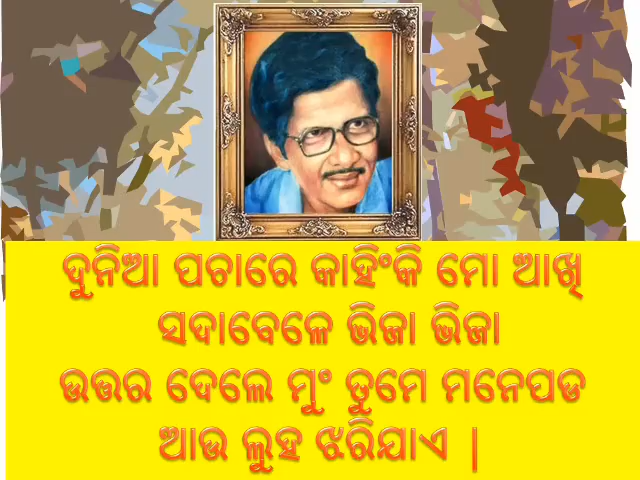 ଦୁନିଆ ପଚାରେ କାହିଂକି ମୋ ଆଖି
ସଦାବେଳେ ଭିଜା ଭିଜା
ଉତ୍ତର ଦେଲେ ମୁଂ ତୁମେ ମନେପଡ
ଆଉ ଲୁହ ଝରିଯାଏ |